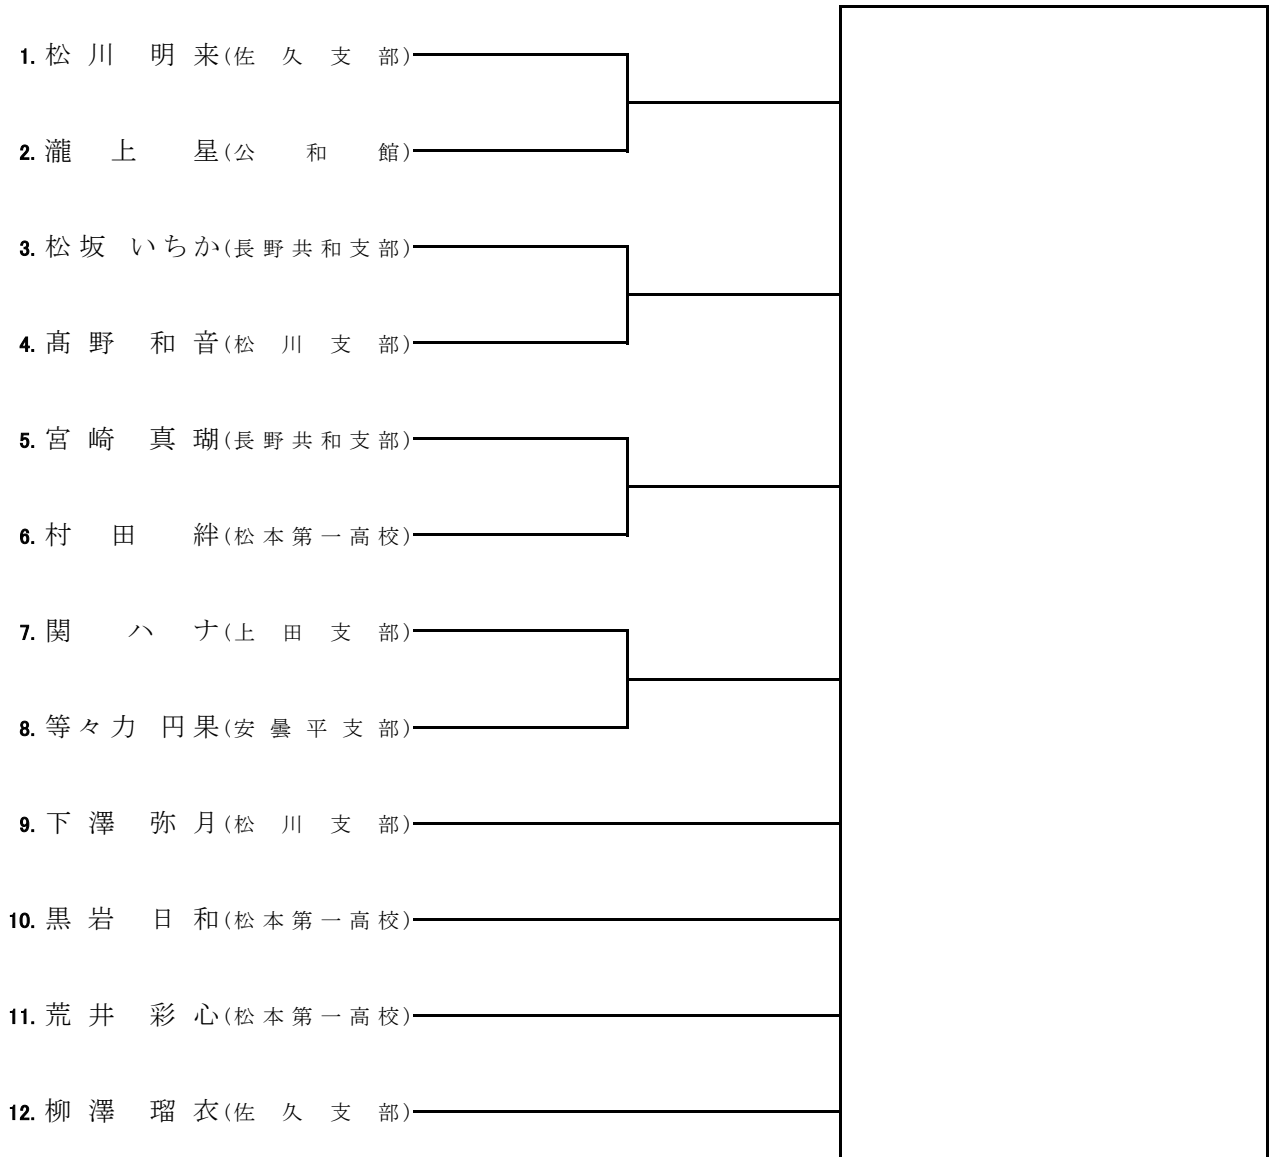 1. 松川 明来(佐久支部)
2. 瀧上 星(公和館)
3. 松坂 いちか(長野共和支部)
4. 髙野 和音(松川支部)
5. 宮崎 真瑚(長野共和支部)
6. 村田 絆(松本第一高校)
7. 関 ハナ(上田支部)
8. 等々力 円果(安曇平支部)
9. 下澤 弥月(松川支部)
10. 黒岩 日和(松本第一高校)
11. 荒井 彩心(松本第一高校)
12. 柳澤 瑠衣(佐久支部)